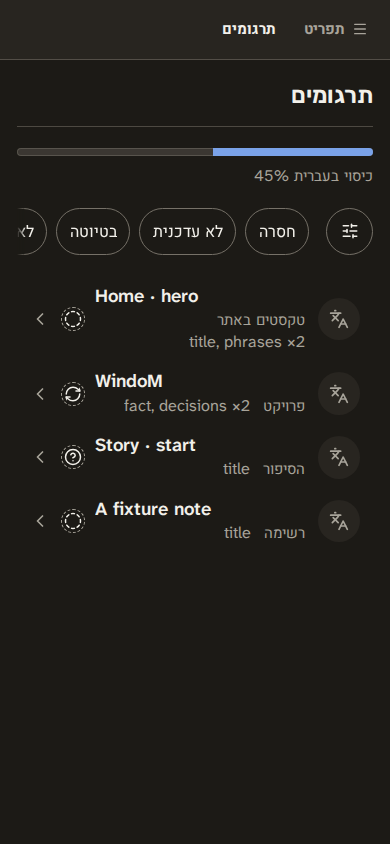 תפריט תרגומים
תרגומים
כיסוי בעברית 45%
חסרה לא עדכנית בטיוטה
Home · hero
טקסטים באתר
title, phrases ×2
WindoM
פרויקט fact, decisions ×2
Story · start
הסיפור title
A fixture note
רשימה title